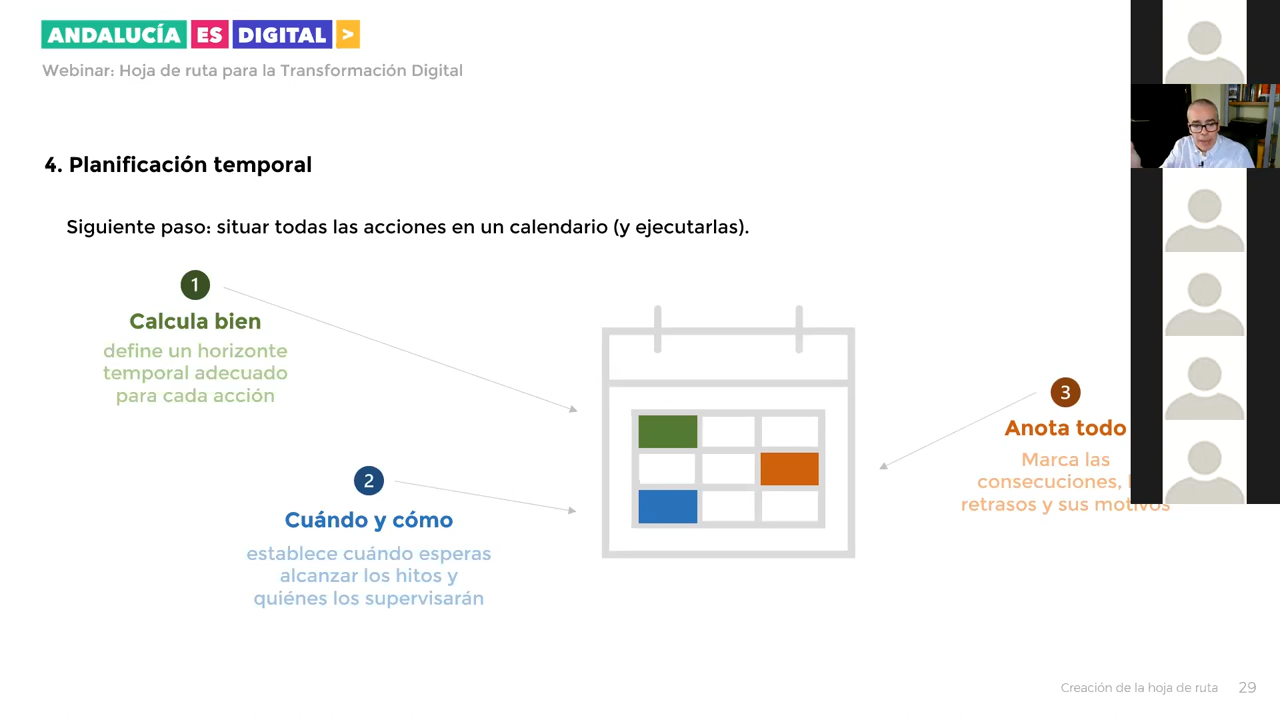 ANDALUCÍA ES DIGITAL >
Webinar: Hoja de ruta para la Transformación Digital
4. Planificación temporal
Siguiente paso: situar todas las acciones en un calendario (y ejecutarlas).
1
Calcula bien
define un horizonte
temporal adecuado
para cada acción
2
Cuándo y cómo
establece cuándo esperas
alcanzar los hitos y
quiénes los supervisarán
3
Anota todo
Marca las
consecuciones,
retrasos y sus motivos
Creación de la hoja de ruta 29